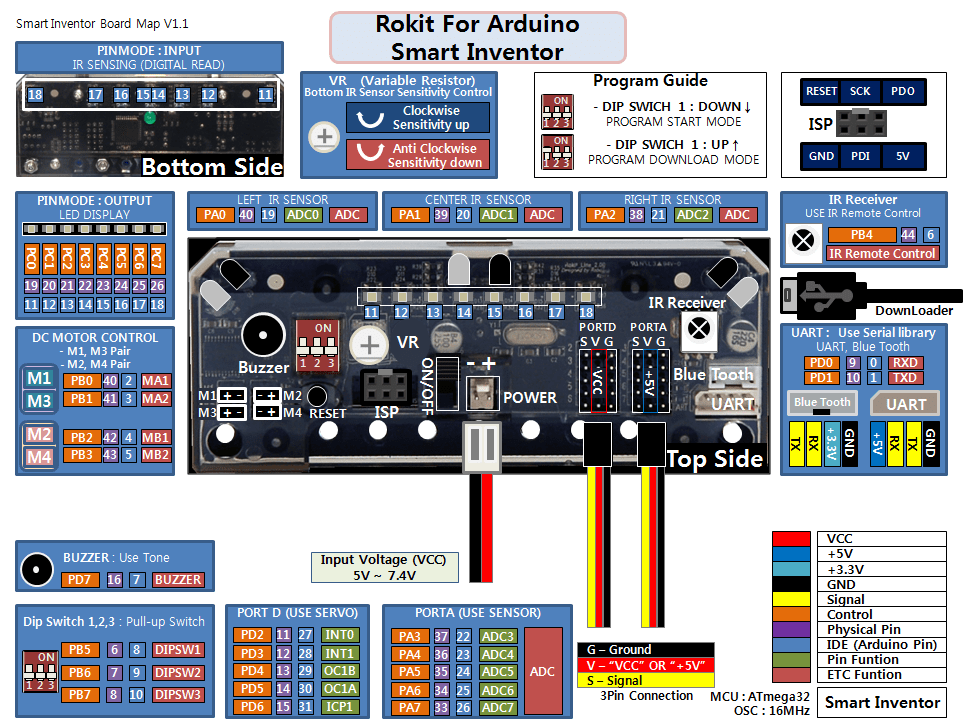 Smart Inventor Board Map V1.1
Rokit For Arduino
Smart Inventor
PINMODE : INPUT
IR SENSING (DIGITAL READ)
18 17 16 15 14 13 12 11
Bottom Side
VR (Variable Resistor)
Bottom IR Sensor Sensitivity Control
Clockwise
Sensitivity up
Anti Clockwise
Sensitivity down
Program Guide
ON
1 2 3
- DIP SWICH 1 : DOWN ↓
PROGRAM START MODE
ON
1 2 3
- DIP SWICH 1 : UP ↑
PROGRAM DOWNLOAD MODE
RESET SCK PD0
ISP
GND PDI 5V
PINMODE : OUTPUT
LED DISPLAY
PC0 PC1 PC2 PC3 PC4 PC5 PC6 PC7
19 20 21 22 23 24 25 26
11 12 13 14 15 16 17 18
LEFT IR SENSOR
PA0 40 19 ADC0 ADC
CENTER IR SENSOR
PA1 39 20 ADC1 ADC
RIGHT IR SENSOR
PA2 38 21 ADC2 ADC
IR Receiver
USE IR Remote Control
PB4 44 6
IR Remote Control
DownLoader
DC MOTOR CONTROL
- M1, M3 Pair
- M2, M4 Pair
M1
M3
PB0 40 2 MA1
PB1 41 3 MA2
M2
M4
PB2 42 4 MB1
PB3 43 5 MB2
11 12 13 14 15 16 17 18
Buzzer
ON
1 2 3
VR
M1
M2
M3
M4
RESET
ISP
ON/OFF
- +
POWER
PORTD
S V G
-VCC-
PORTA
S V G
+5V
IR Receiver
Blue Tooth
UART
Top Side
UART : Use Serial library
UART, Blue Tooth
PD0 9 0 RXD
PD1 10 1 TXD
Blue Tooth
UART
TX RX +3.3V GND
+5V RX TX GND
BUZZER : Use Tone
PD7 16 7 BUZZER
Input Voltage (VCC)
5V ~ 7.4V
Dip Switch 1,2,3 : Pull-up Switch
ON
1 2 3
PB5 6 8 DIPSW1
PB6 7 9 DIPSW2
PB7 8 10 DIPSW3
PORT D (USE SERVO)
PD2 11 27 INT0
PD3 12 28 INT1
PD4 13 29 OC1B
PD5 14 30 OC1A
PD6 15 31 ICP1
PORTA (USE SENSOR)
PA3 37 22 ADC3
PA4 36 23 ADC4
PA5 35 24 ADC5
PA6 34 25 ADC6
PA7 33 26 ADC7
ADC
G – Ground
V – “VCC” OR “+5V”
S – Signal
3Pin Connection
MCU : ATmega32
OSC : 16MHz
VCC
+5V
+3.3V
GND
Signal
Control
Physical Pin
IDE (Arduino Pin)
Pin Funtion
ETC Funtion
Smart Inventor